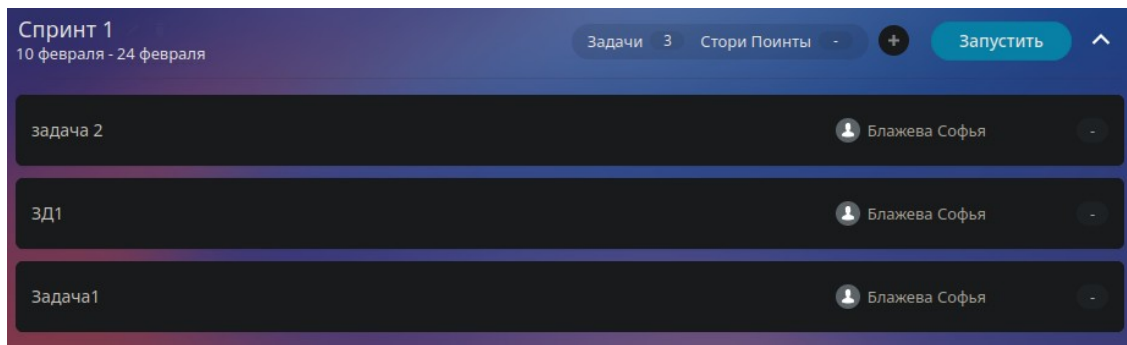 Спринт 1
10 февраля - 24 февраля
Задачи 3 Стори Поинты - + Запустить
задача 2 Блажева Софья -
ЗД1 Блажева Софья -
Задача1 Блажева Софья -